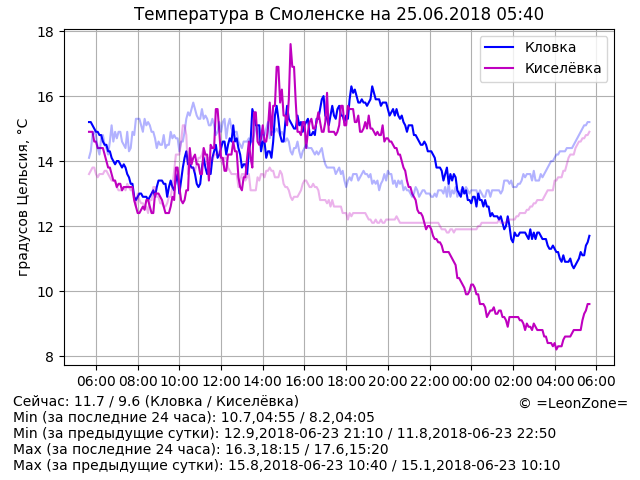 Температура в Смоленске на 25.06.2018 05:40
18
16
14
12
10
8
градусов Цельсия, °C
Кловка
Киселёвка
06:00 08:00 10:00 12:00 14:00 16:00 18:00 20:00 22:00 00:00 02:00 04:00 06:00
Сейчас: 11.7 / 9.6 (Кловка / Киселёвка)
© =LeonZone=
Min (за последние 24 часа): 10.7,04:55 / 8.2,04:05
Min (за предыдущие сутки): 12.9,2018-06-23 21:10 / 11.8,2018-06-23 22:50
Max (за последние 24 часа): 16.3,18:15 / 17.6,15:20
Max (за предыдущие сутки): 15.8,2018-06-23 10:40 / 15.1,2018-06-23 10:10